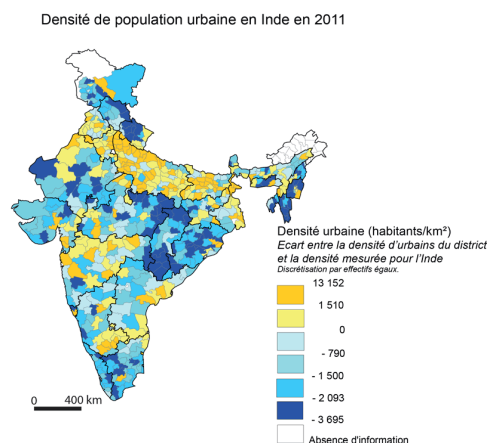 Densité de population urbaine en Inde en 2011
Densité urbaine (habitants/km²)
Ecart entre la densité d'urbains du district
et la densité mesurée pour l'Inde
Discrétisation par effectifs égaux.
13 152
1 510
0
- 790
- 1 500
- 2 093
- 3 695
Absence d'information
0 400 km